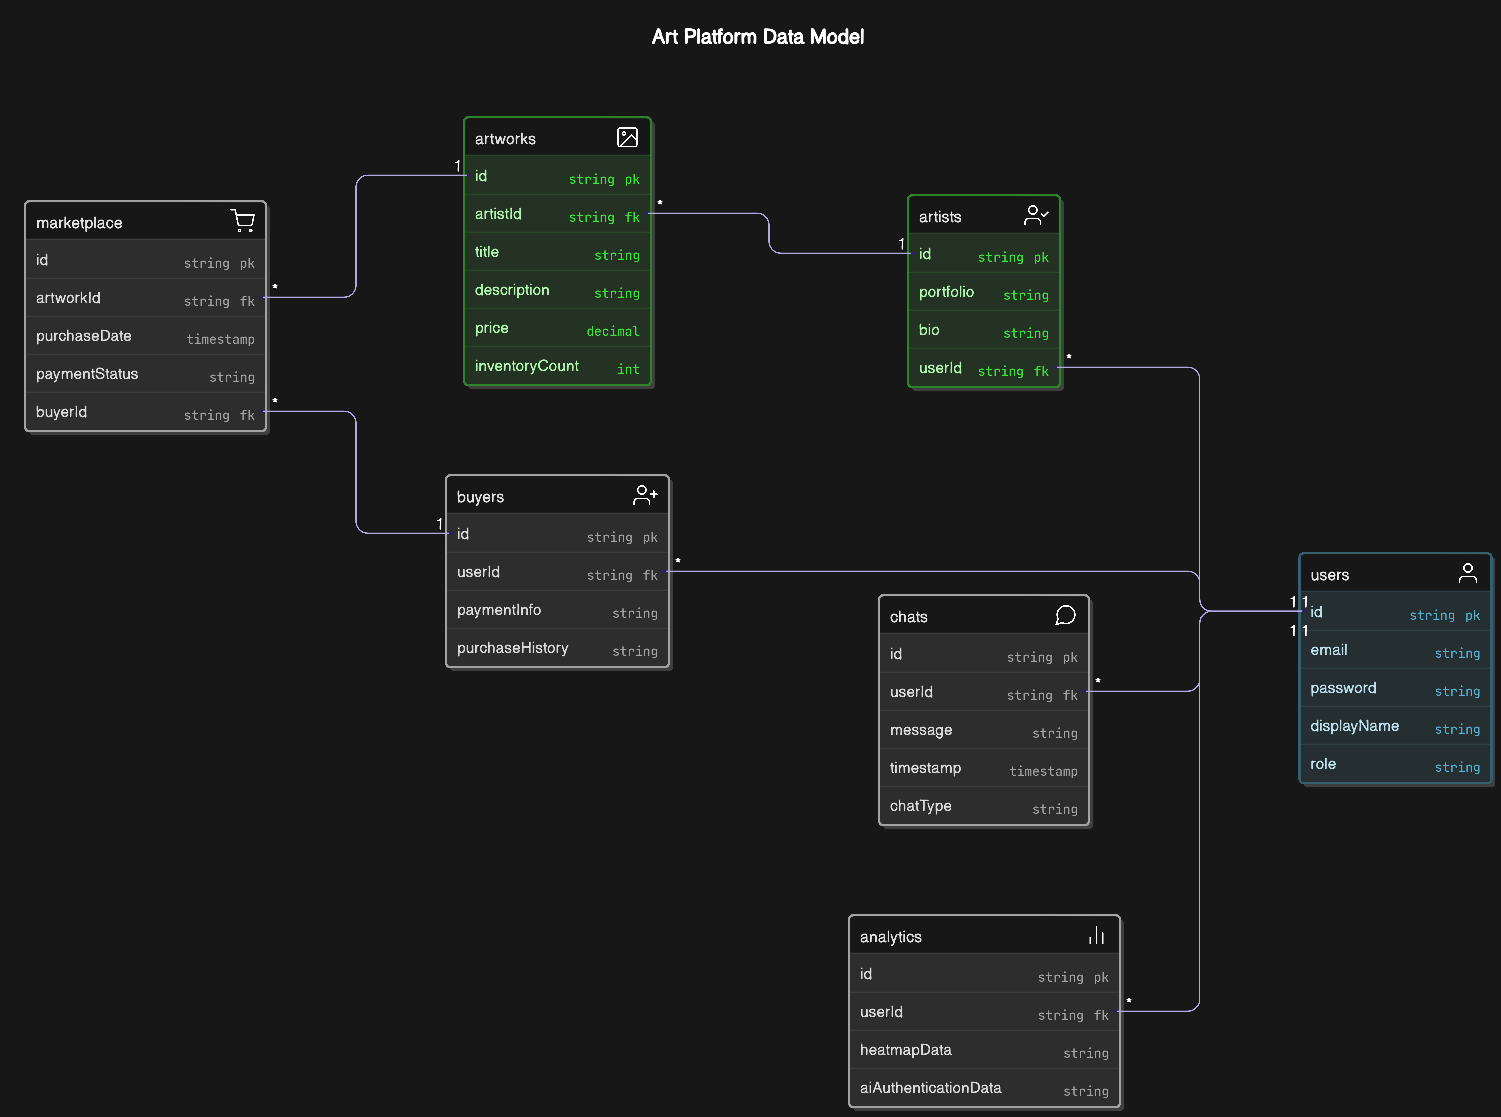 Art Platform Data Model
marketplace
id string pk
artworkId string fk
purchaseDate timestamp
paymentStatus string
buyerId string fk
*
*
artworks
1
id string pk
artistId string fk
*
title string
description string
price decimal
inventoryCount int
artists
1
id string pk
portfolio string
bio string
userId string fk
*
buyers
1
id string pk
userId string fk
*
paymentInfo string
purchaseHistory string
chats
id string pk
userId string fk
*
message string
timestamp timestamp
chatType string
users
1 1
id string pk
1 1
email string
password string
displayName string
role string
analytics
id string pk
userId string fk
*
heatmapData string
aiAuthenticationData string